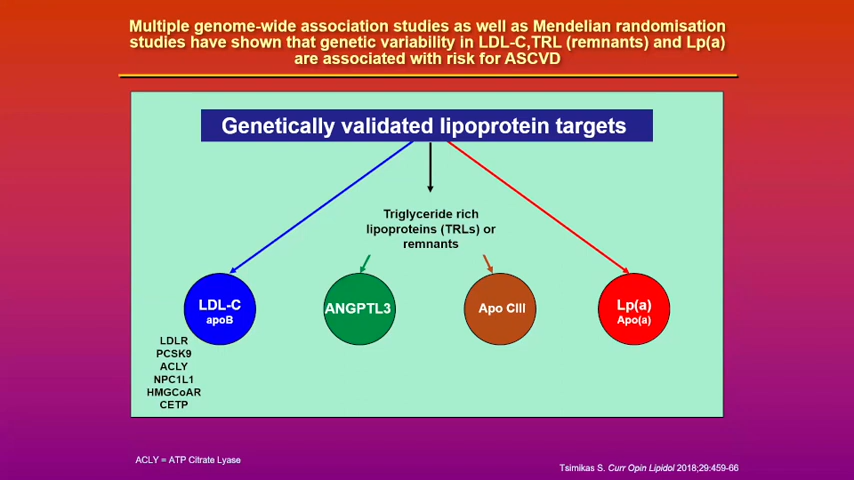 Multiple genome-wide association studies as well as Mendelian randomisation
studies have shown that genetic variability in LDL-C,TRL (remnants) and Lp(a)
are associated with risk for ASCVD
Genetically validated lipoprotein targets
Triglyceride rich
lipoproteins (TRLs) or
remnants
LDL-C
apoB
ANGPTL3
Apo CIII
Lp(a)
Apo(a)
LDLR
PCSK9
ACLY
NPC1L1
HMGCoAR
CETP
ACLY = ATP Citrate Lyase
Tsimikas S. Curr Opin Lipidol 2018;29:459-66